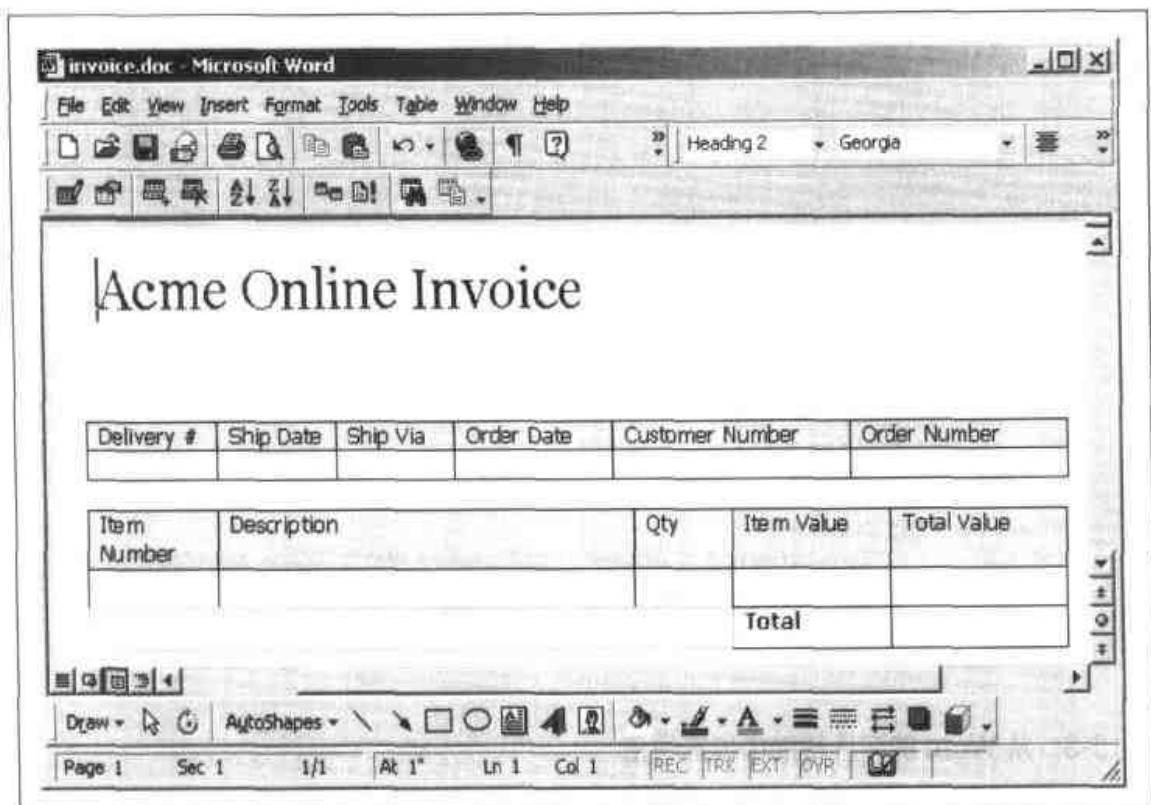 invoice.doc - Microsoft Word
File Edit View Insert Format Tools Table Window Help
Heading 2 Georgia
Acme Online Invoice
Delivery # Ship Date Ship Via Order Date Customer Number Order Number
Item Number Description Qty Item Value Total Value
Total
Draw AutoShapes
Page 1 Sec 1 1/1 At 1" Ln 1 Col 1 REC TRK EXT OVR